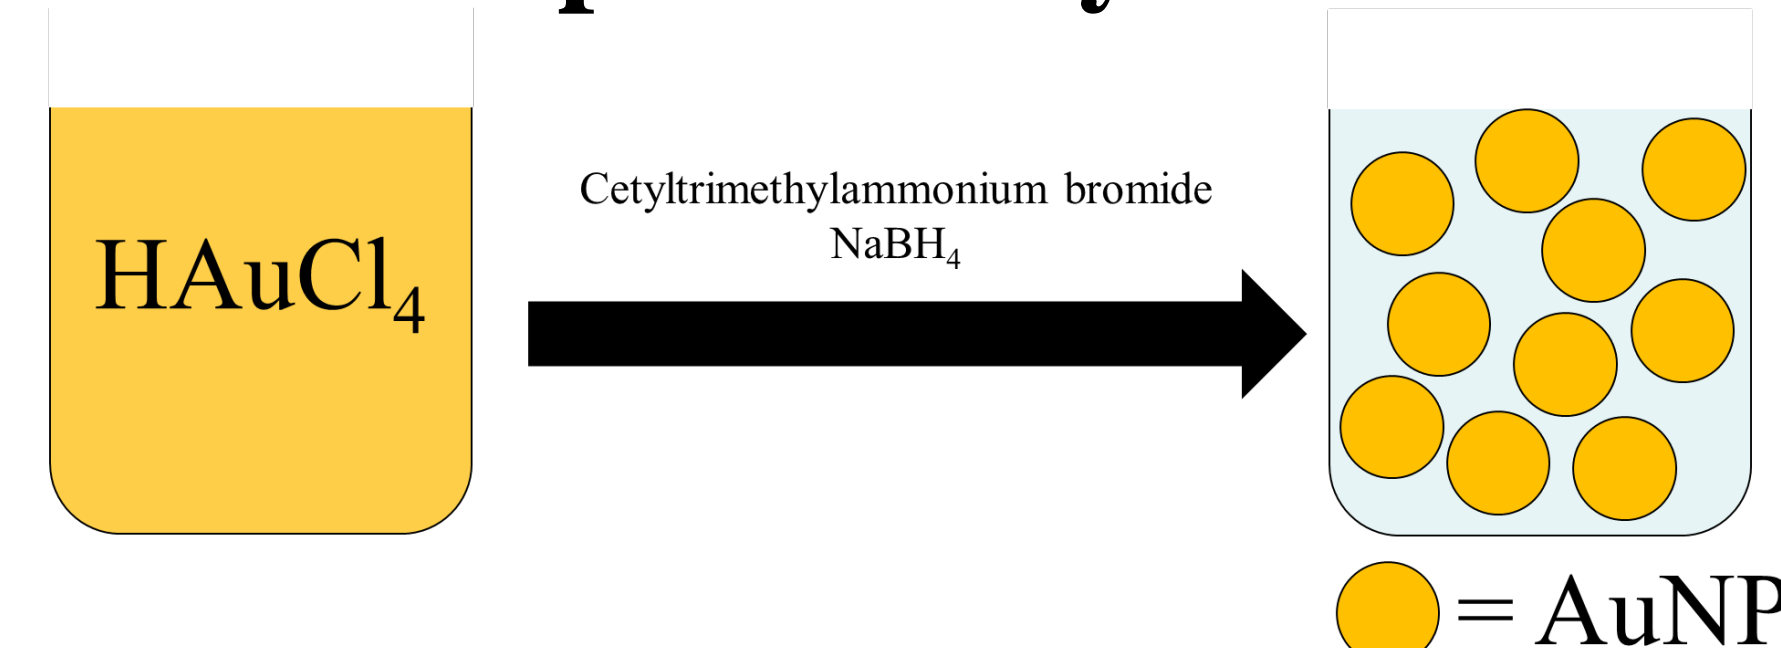 HAuCl₄
Cetyltrimethylammonium bromide
NaBH₄
= AuNP